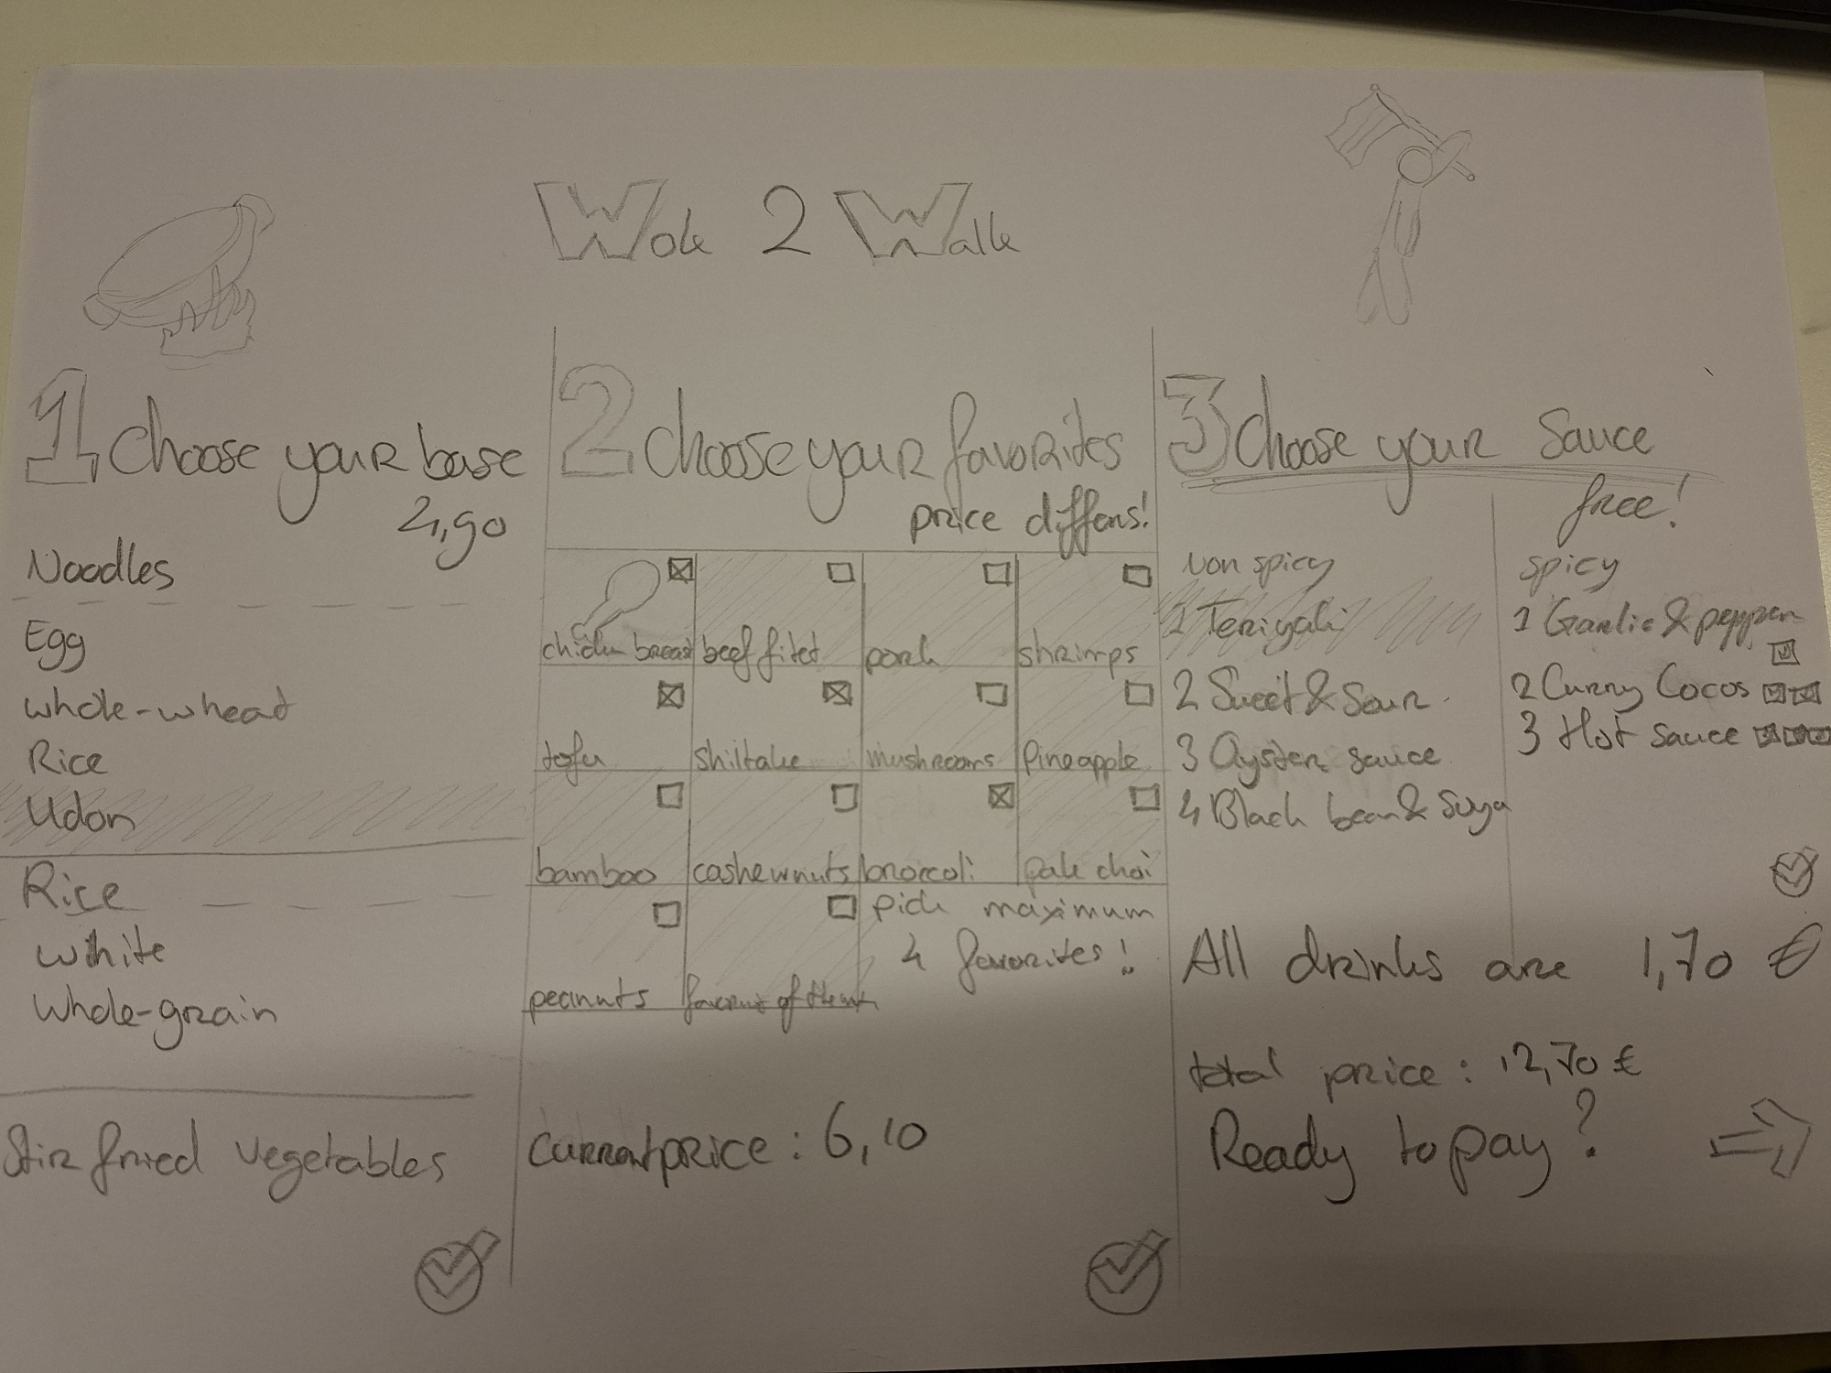 Wok 2 Walk
1 Choose your base
4,90
Noodles
Egg
whole-wheat
Rice
Udon
Rice
White
Whole-grain
Stir fried vegetables
2 Choose your favorites
price differs!
chicken breast beef filet pork shrimps
tofu shiitake mushrooms Pineapple
bamboo cashewnuts broccoli pak choi
peanuts
pick maximum
4 favorites!
Current price: 6,10
3 Choose your Sauce
free!
Non spicy
1 Teriyaki
2 Sweet & Sour
3 Oyster sauce
4 Black bean & Soya
spicy
1 Garlic & pepper
2 Curry Cocos
3 Hot sauce
All drinks are 1,70 €
total price: 12,70 €
Ready to pay?